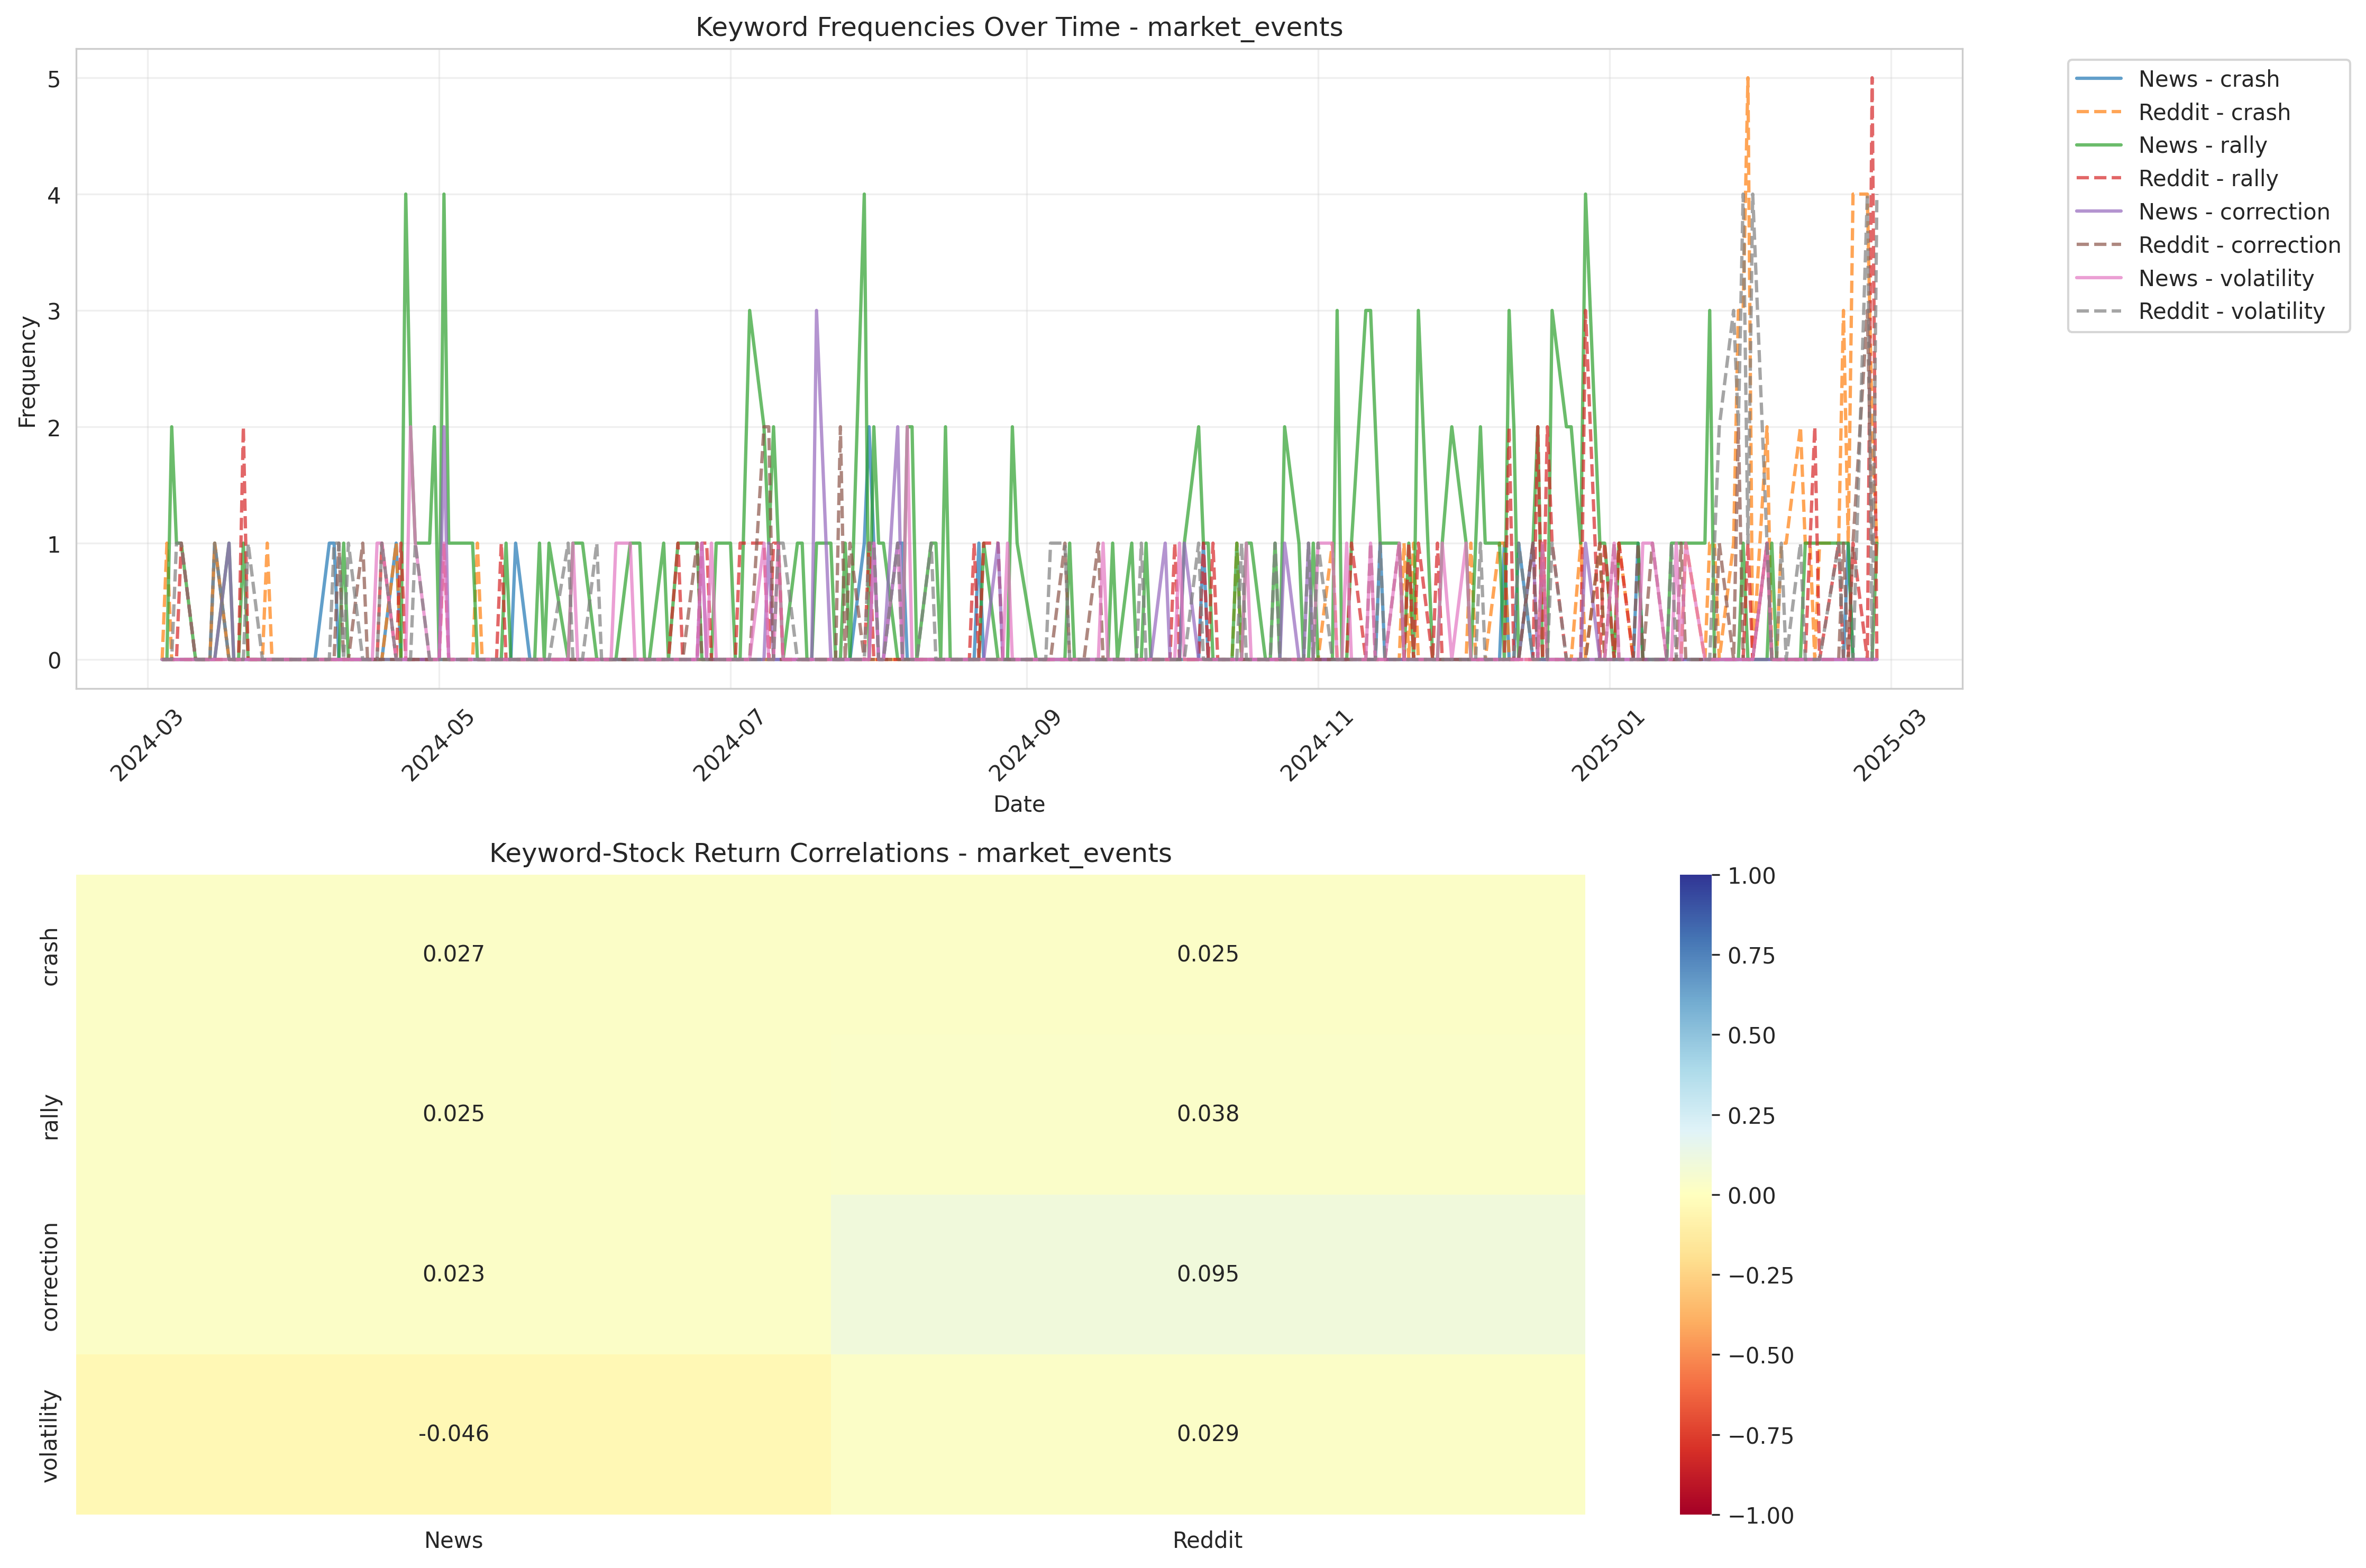 Keyword Frequencies Over Time - market_events
5
4
3
2
1
0
Frequency
2024-03
2024-05
2024-07
2024-09
2024-11
2025-01
2025-03
Date
News - crash
Reddit - crash
News - rally
Reddit - rally
News - correction
Reddit - correction
News - volatility
Reddit - volatility
Keyword-Stock Return Correlations - market_events
crash
0.027
0.025
rally
0.025
0.038
correction
0.023
0.095
volatility
-0.046
0.029
News
Reddit
1.00
0.75
0.50
0.25
0.00
−0.25
−0.50
−0.75
−1.00